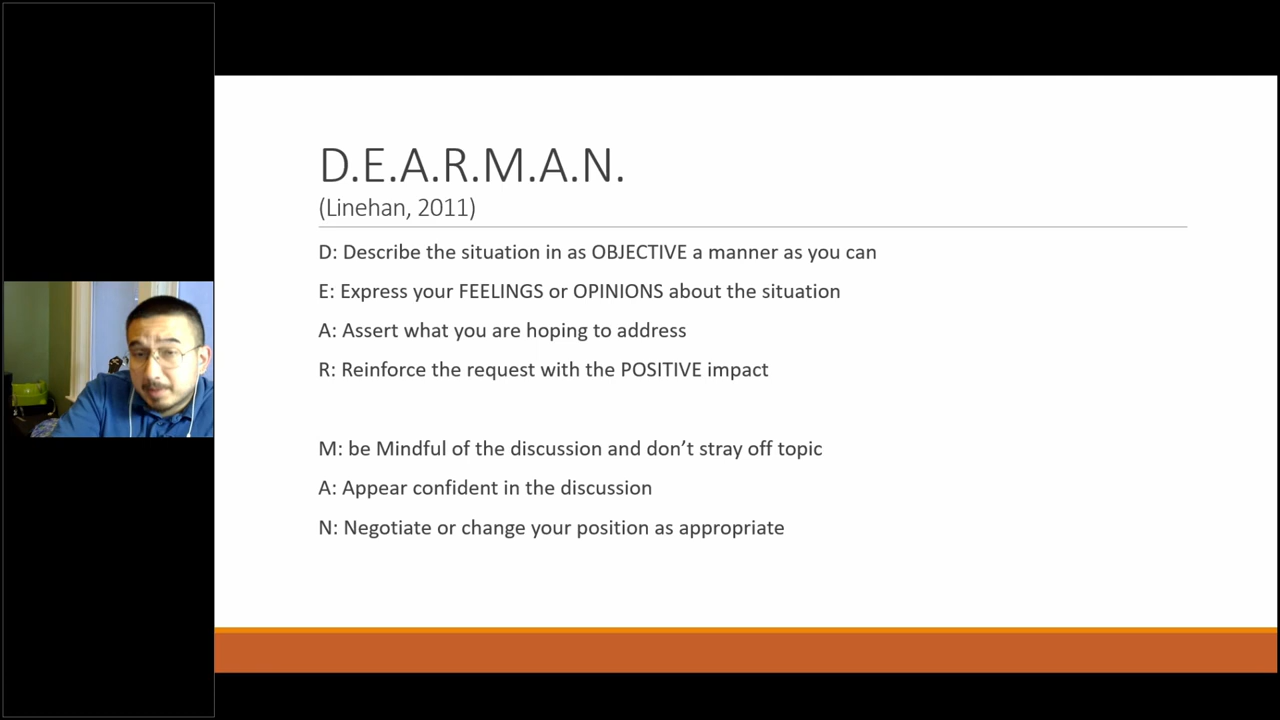 D.E.A.R.M.A.N.
(Linehan, 2011)
D: Describe the situation in as OBJECTIVE a manner as you can
E: Express your FEELINGS or OPINIONS about the situation
A: Assert what you are hoping to address
R: Reinforce the request with the POSITIVE impact
M: be Mindful of the discussion and don’t stray off topic
A: Appear confident in the discussion
N: Negotiate or change your position as appropriate